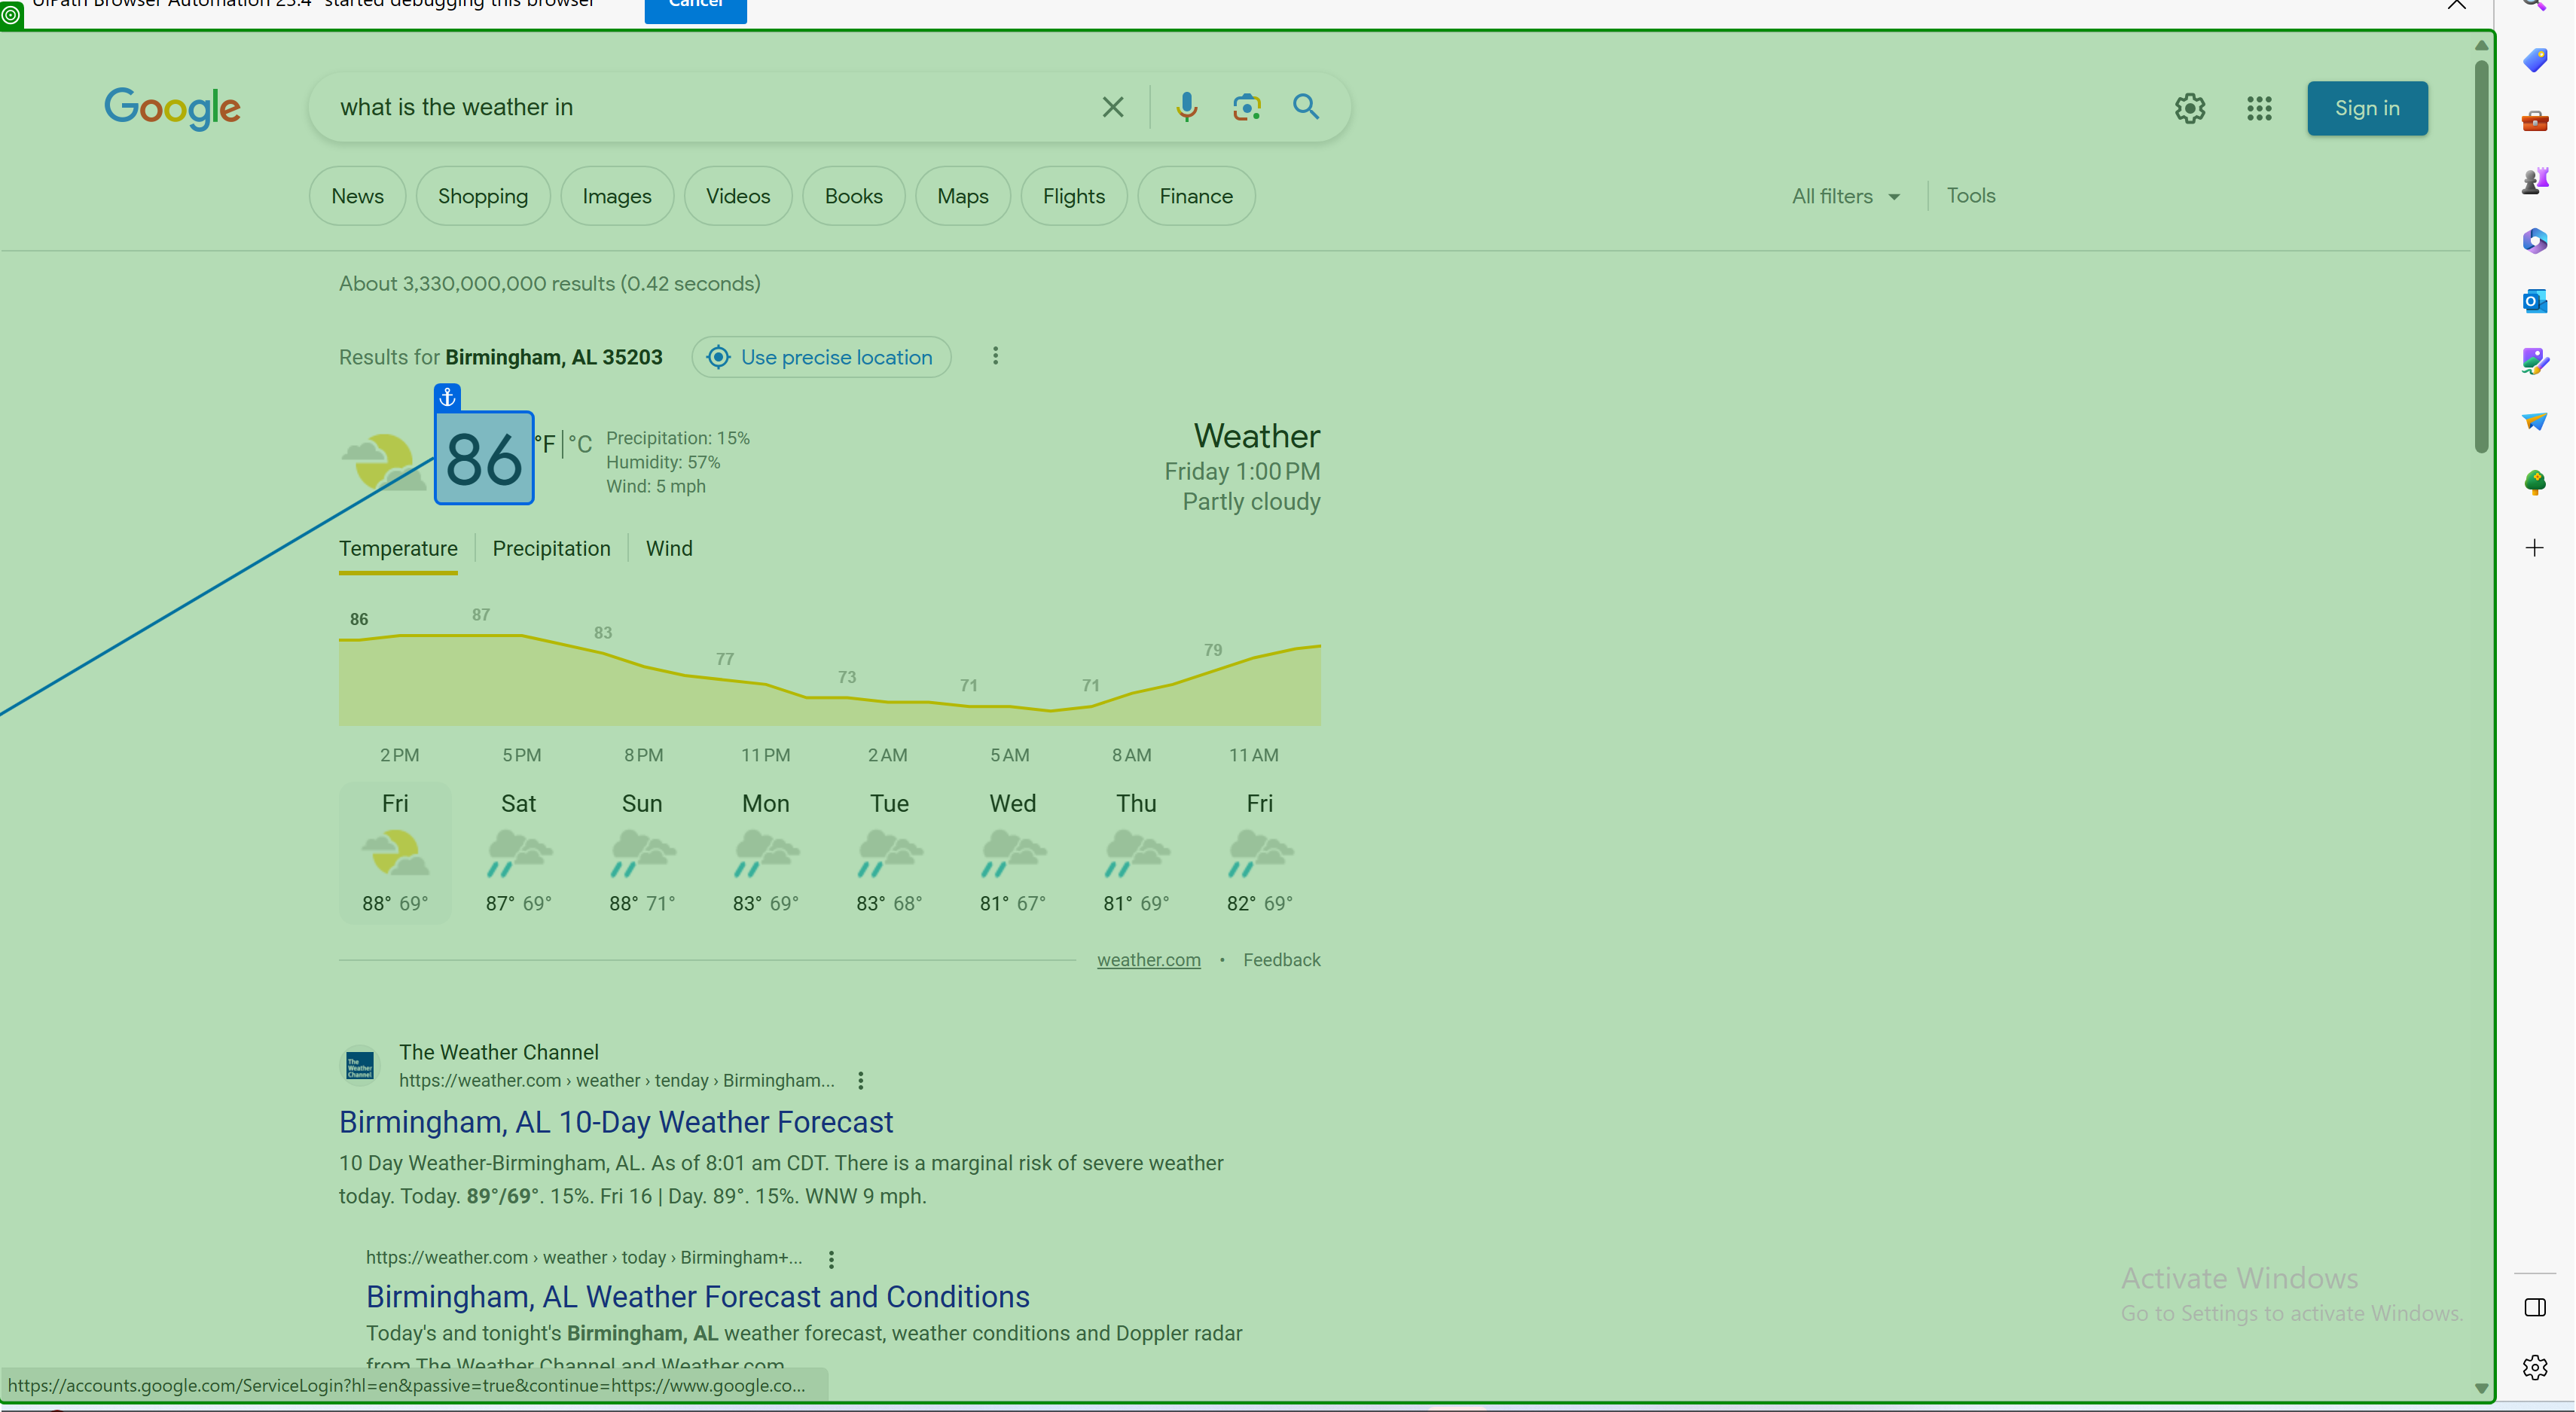 UiPath Browser Automation 23.4" started debugging this browser
Cancel
Google
what is the weather in
Sign in
News
Shopping
Images
Videos
Books
Maps
Flights
Finance
All filters
Tools
About 3,330,000,000 results (0.42 seconds)
Results for Birmingham, AL 35203
Use precise location
86
°F | °C
Precipitation: 15%
Humidity: 57%
Wind: 5 mph
Weather
Friday 1:00 PM
Partly cloudy
Temperature
Precipitation
Wind
86 87 83 77 73 71 71 79
2 PM 5 PM 8 PM 11 PM 2 AM 5 AM 8 AM 11 AM
Fri Sat Sun Mon Tue Wed Thu Fri
88° 69° 87° 69° 88° 71° 83° 69° 83° 68° 81° 67° 81° 69° 82° 69°
weather.com • Feedback
The Weather Channel
The Weather Channel
https://weather.com › weather › tenday › Birmingham...
Birmingham, AL 10-Day Weather Forecast
10 Day Weather-Birmingham, AL. As of 8:01 am CDT. There is a marginal risk of severe weather
today. Today. 89°/69°. 15%. Fri 16 | Day. 89°. 15%. WNW 9 mph.
https://weather.com › weather › today › Birmingham+...
Birmingham, AL Weather Forecast and Conditions
Today's and tonight's Birmingham, AL weather forecast, weather conditions and Doppler radar
from The Weather Channel and Weather.com
Activate Windows
Go to Settings to activate Windows.
https://accounts.google.com/ServiceLogin?hl=en&passive=true&continue=https://www.google.co...